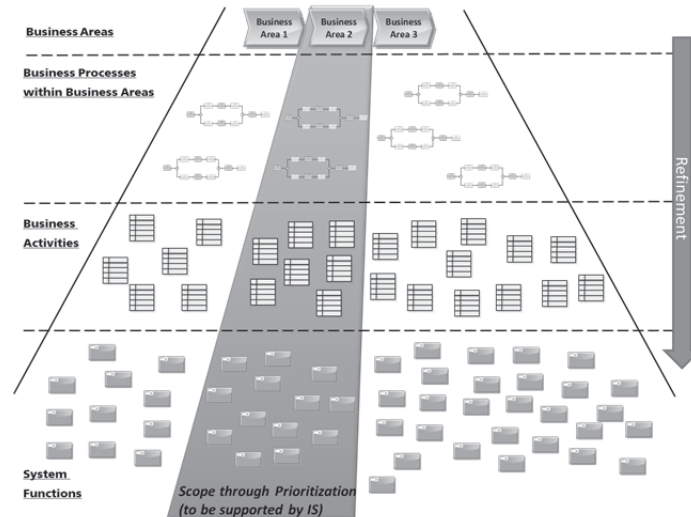 Business Areas
Business
Area 1
Business
Area 2
Business
Area 3
Business Processes
within Business Areas
Refinement
Business
Activities
System
Functions
Scope through Prioritization
(to be supported by IS)